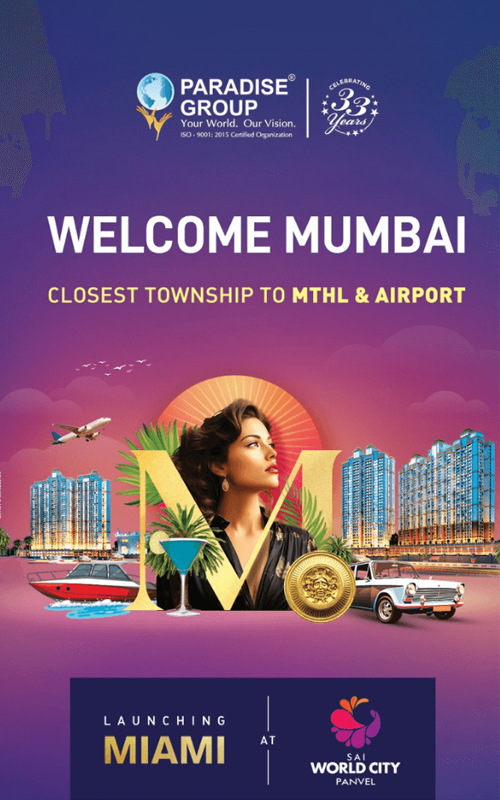 PARADISE®
GROUP
Your World. Our Vision.
ISO - 9001: 2015 Certified Organization
CELEBRATING
33
Years
WELCOME MUMBAI
CLOSEST TOWNSHIP TO MTHL & AIRPORT
M
LAUNCHING
MIAMI
AT
SAI
WORLD CITY
PANVEL